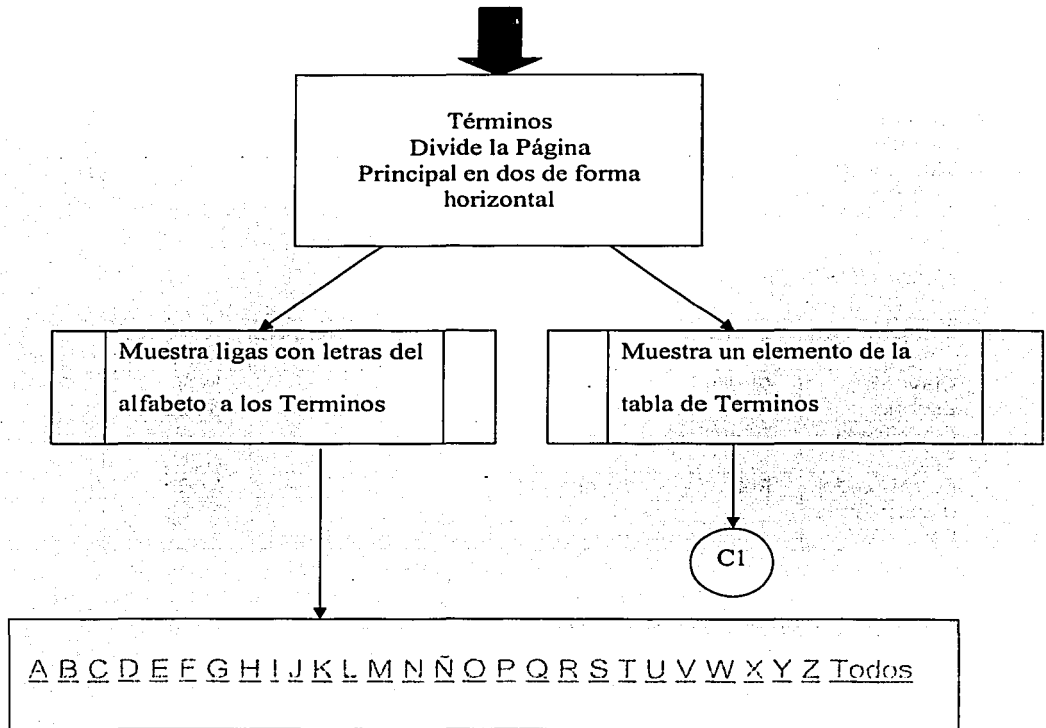 Términos
Divide la Página
Principal en dos de forma
horizontal
Muestra ligas con letras del
alfabeto a los Terminos
Muestra un elemento de la
tabla de Terminos
C1
A B C D E F G H I J K L M N Ñ O P Q R S T U V W X Y Z Todos